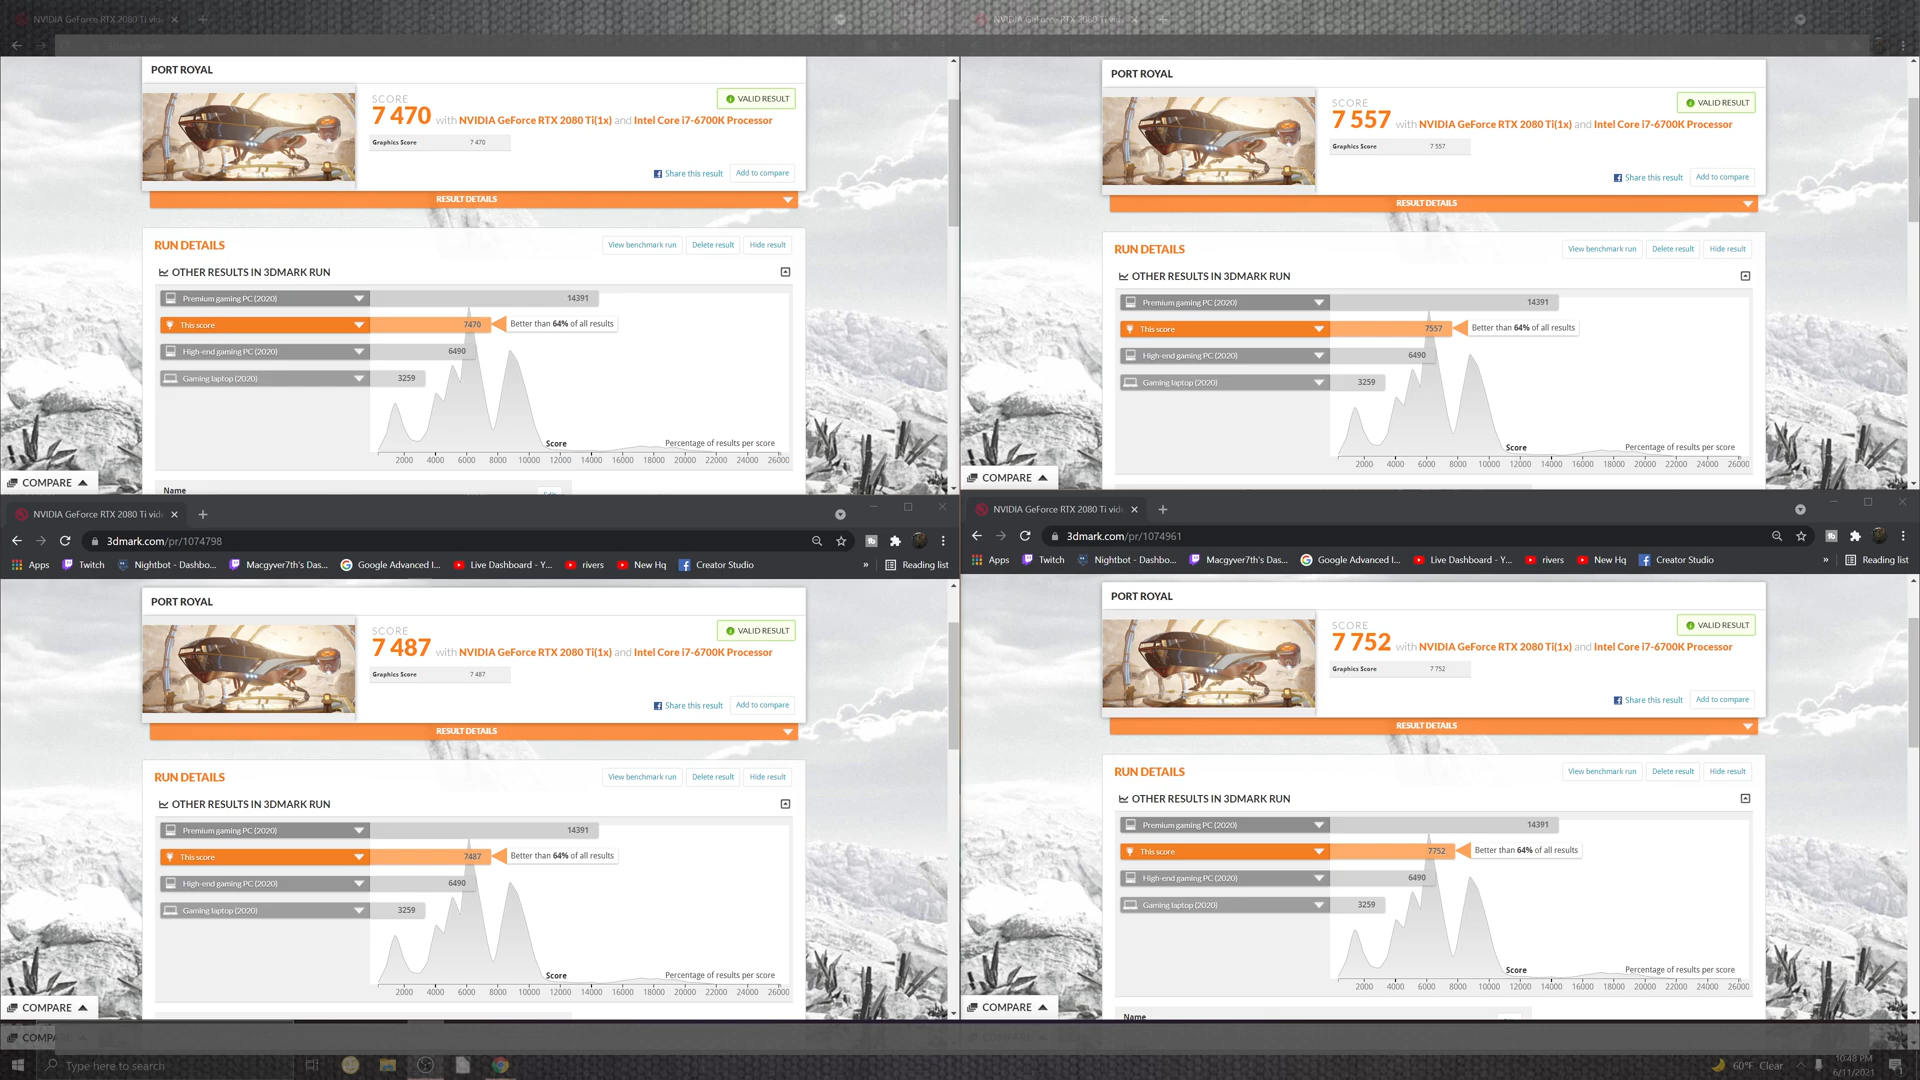 NVIDIA GeForce RTX 2080 Ti vid
NVIDIA GeForce RTX 2080 Ti vid
PORT ROYAL
SCORE
7 470 with NVIDIA GeForce RTX 2080 Ti(1x) and Intel Core i7-6700K Processor
VALID RESULT
Graphics Score 7 470
Share this result Add to compare
RESULT DETAILS
RUN DETAILS
View benchmark run Delete result Hide result
OTHER RESULTS IN 3DMARK RUN
Premium gaming PC (2020) 14391
This score 7470 Better than 64% of all results
High-end gaming PC (2020) 6490
Gaming laptop (2020) 3259
Score Percentage of results per score
2000 4000 6000 8000 10000 12000 14000 16000 18000 20000 22000 24000 26000
COMPARE
Name
PORT ROYAL
SCORE
7 557 with NVIDIA GeForce RTX 2080 Ti(1x) and Intel Core i7-6700K Processor
VALID RESULT
Graphics Score 7 557
Share this result Add to compare
RESULT DETAILS
RUN DETAILS
View benchmark run Delete result Hide result
OTHER RESULTS IN 3DMARK RUN
Premium gaming PC (2020) 14391
This score 7557 Better than 64% of all results
High-end gaming PC (2020) 6490
Gaming laptop (2020) 3259
Score Percentage of results per score
2000 4000 6000 8000 10000 12000 14000 16000 18000 20000 22000 24000 26000
COMPARE
NVIDIA GeForce RTX 2080 Ti vid
3dmark.com/pr/1074798
Apps Twitch Nightbot - Dashbo... Macgyver7th's Das... Google Advanced I... Live Dashboard - Y... rivers New Hq Creator Studio » Reading list
PORT ROYAL
SCORE
7 487 with NVIDIA GeForce RTX 2080 Ti(1x) and Intel Core i7-6700K Processor
VALID RESULT
Graphics Score 7 487
Share this result Add to compare
RESULT DETAILS
RUN DETAILS
View benchmark run Delete result Hide result
OTHER RESULTS IN 3DMARK RUN
Premium gaming PC (2020) 14391
This score 7487 Better than 64% of all results
High-end gaming PC (2020) 6490
Gaming laptop (2020) 3259
Score Percentage of results per score
2000 4000 6000 8000 10000 12000 14000 16000 18000 20000 22000 24000 26000
COMPARE
NVIDIA GeForce RTX 2080 Ti vid
3dmark.com/pr/1074961
Apps Twitch Nightbot - Dashbo... Macgyver7th's Das... Google Advanced I... Live Dashboard - Y... rivers New Hq Creator Studio » Reading list
PORT ROYAL
SCORE
7 752 with NVIDIA GeForce RTX 2080 Ti(1x) and Intel Core i7-6700K Processor
VALID RESULT
Graphics Score 7 752
Share this result Add to compare
RESULT DETAILS
RUN DETAILS
View benchmark run Delete result Hide result
OTHER RESULTS IN 3DMARK RUN
Premium gaming PC (2020) 14391
This score 7752 Better than 64% of all results
High-end gaming PC (2020) 6490
Gaming laptop (2020) 3259
Score Percentage of results per score
2000 4000 6000 8000 10000 12000 14000 16000 18000 20000 22000 24000 26000
COMPARE
Name
COMP
Type here to search
60°F Clear
10:48 PM
6/11/2021